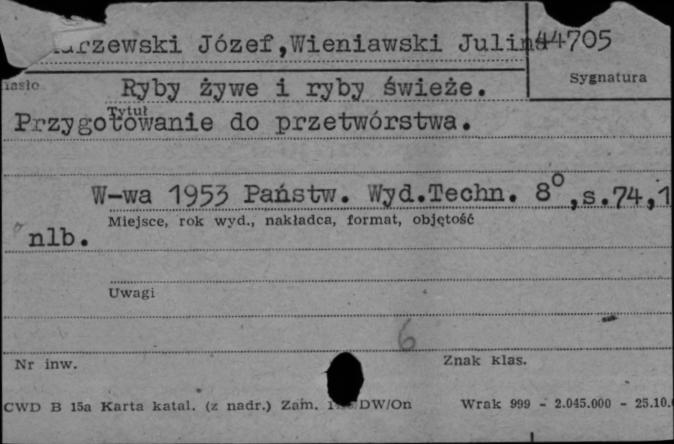 Józef,Wieniawski 44705
Sygnatura
Ryby żywe i ryby świeże.
Tytuł
Przygotowanie do przetwórstwa.
W-wa 1953 Państw. Wyd.Techn. 8°,s.74,1
Miejsce, rok wyd., nakładca, format, objętość
nlb.
Uwagi
6
Nr inw.
Znak klas.
CWD B 15a Karta katal. (z nadr.) Zam. DW/On Wrak 999 - 2.045.000 - 25.10.